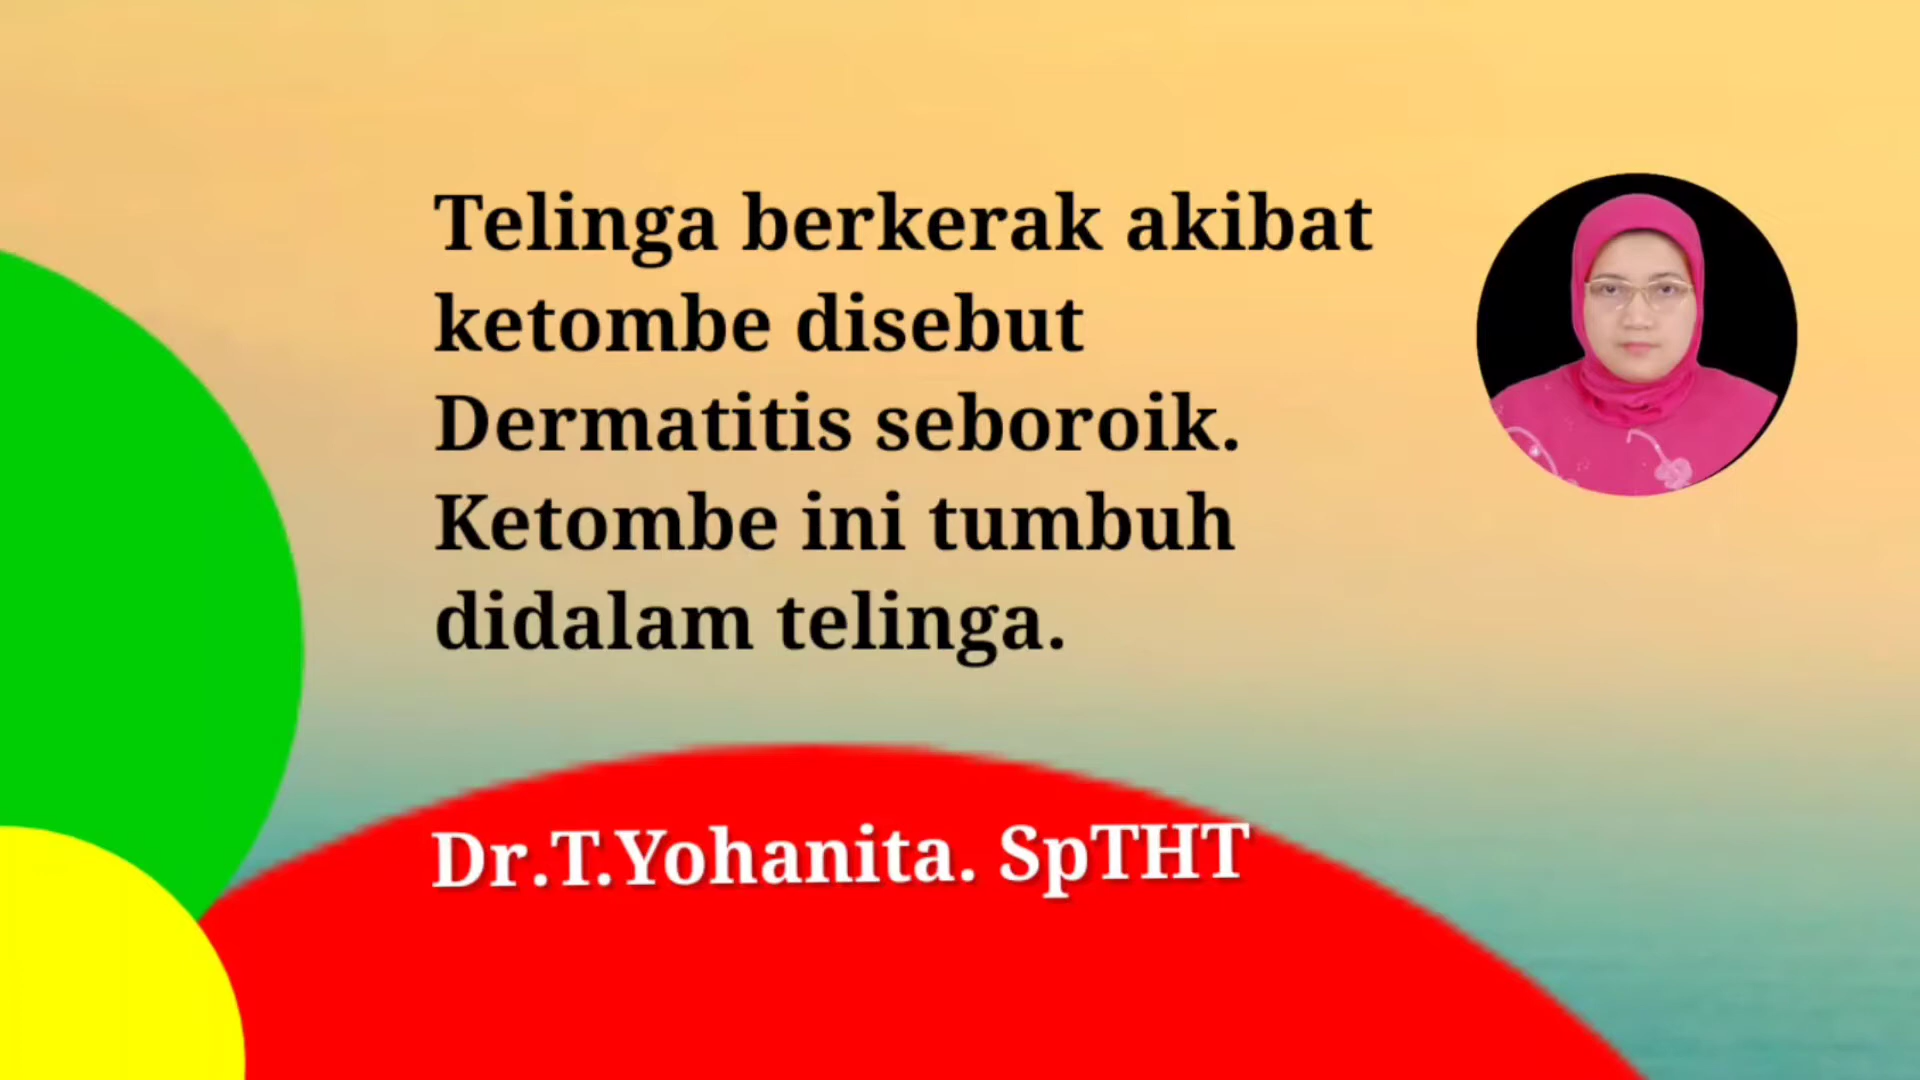 Telinga berkerak akibat
ketombe disebut
Dermatitis seboroik.
Ketombe ini tumbuh
didalam telinga.
Dr.T.Yohanita. SpTHT